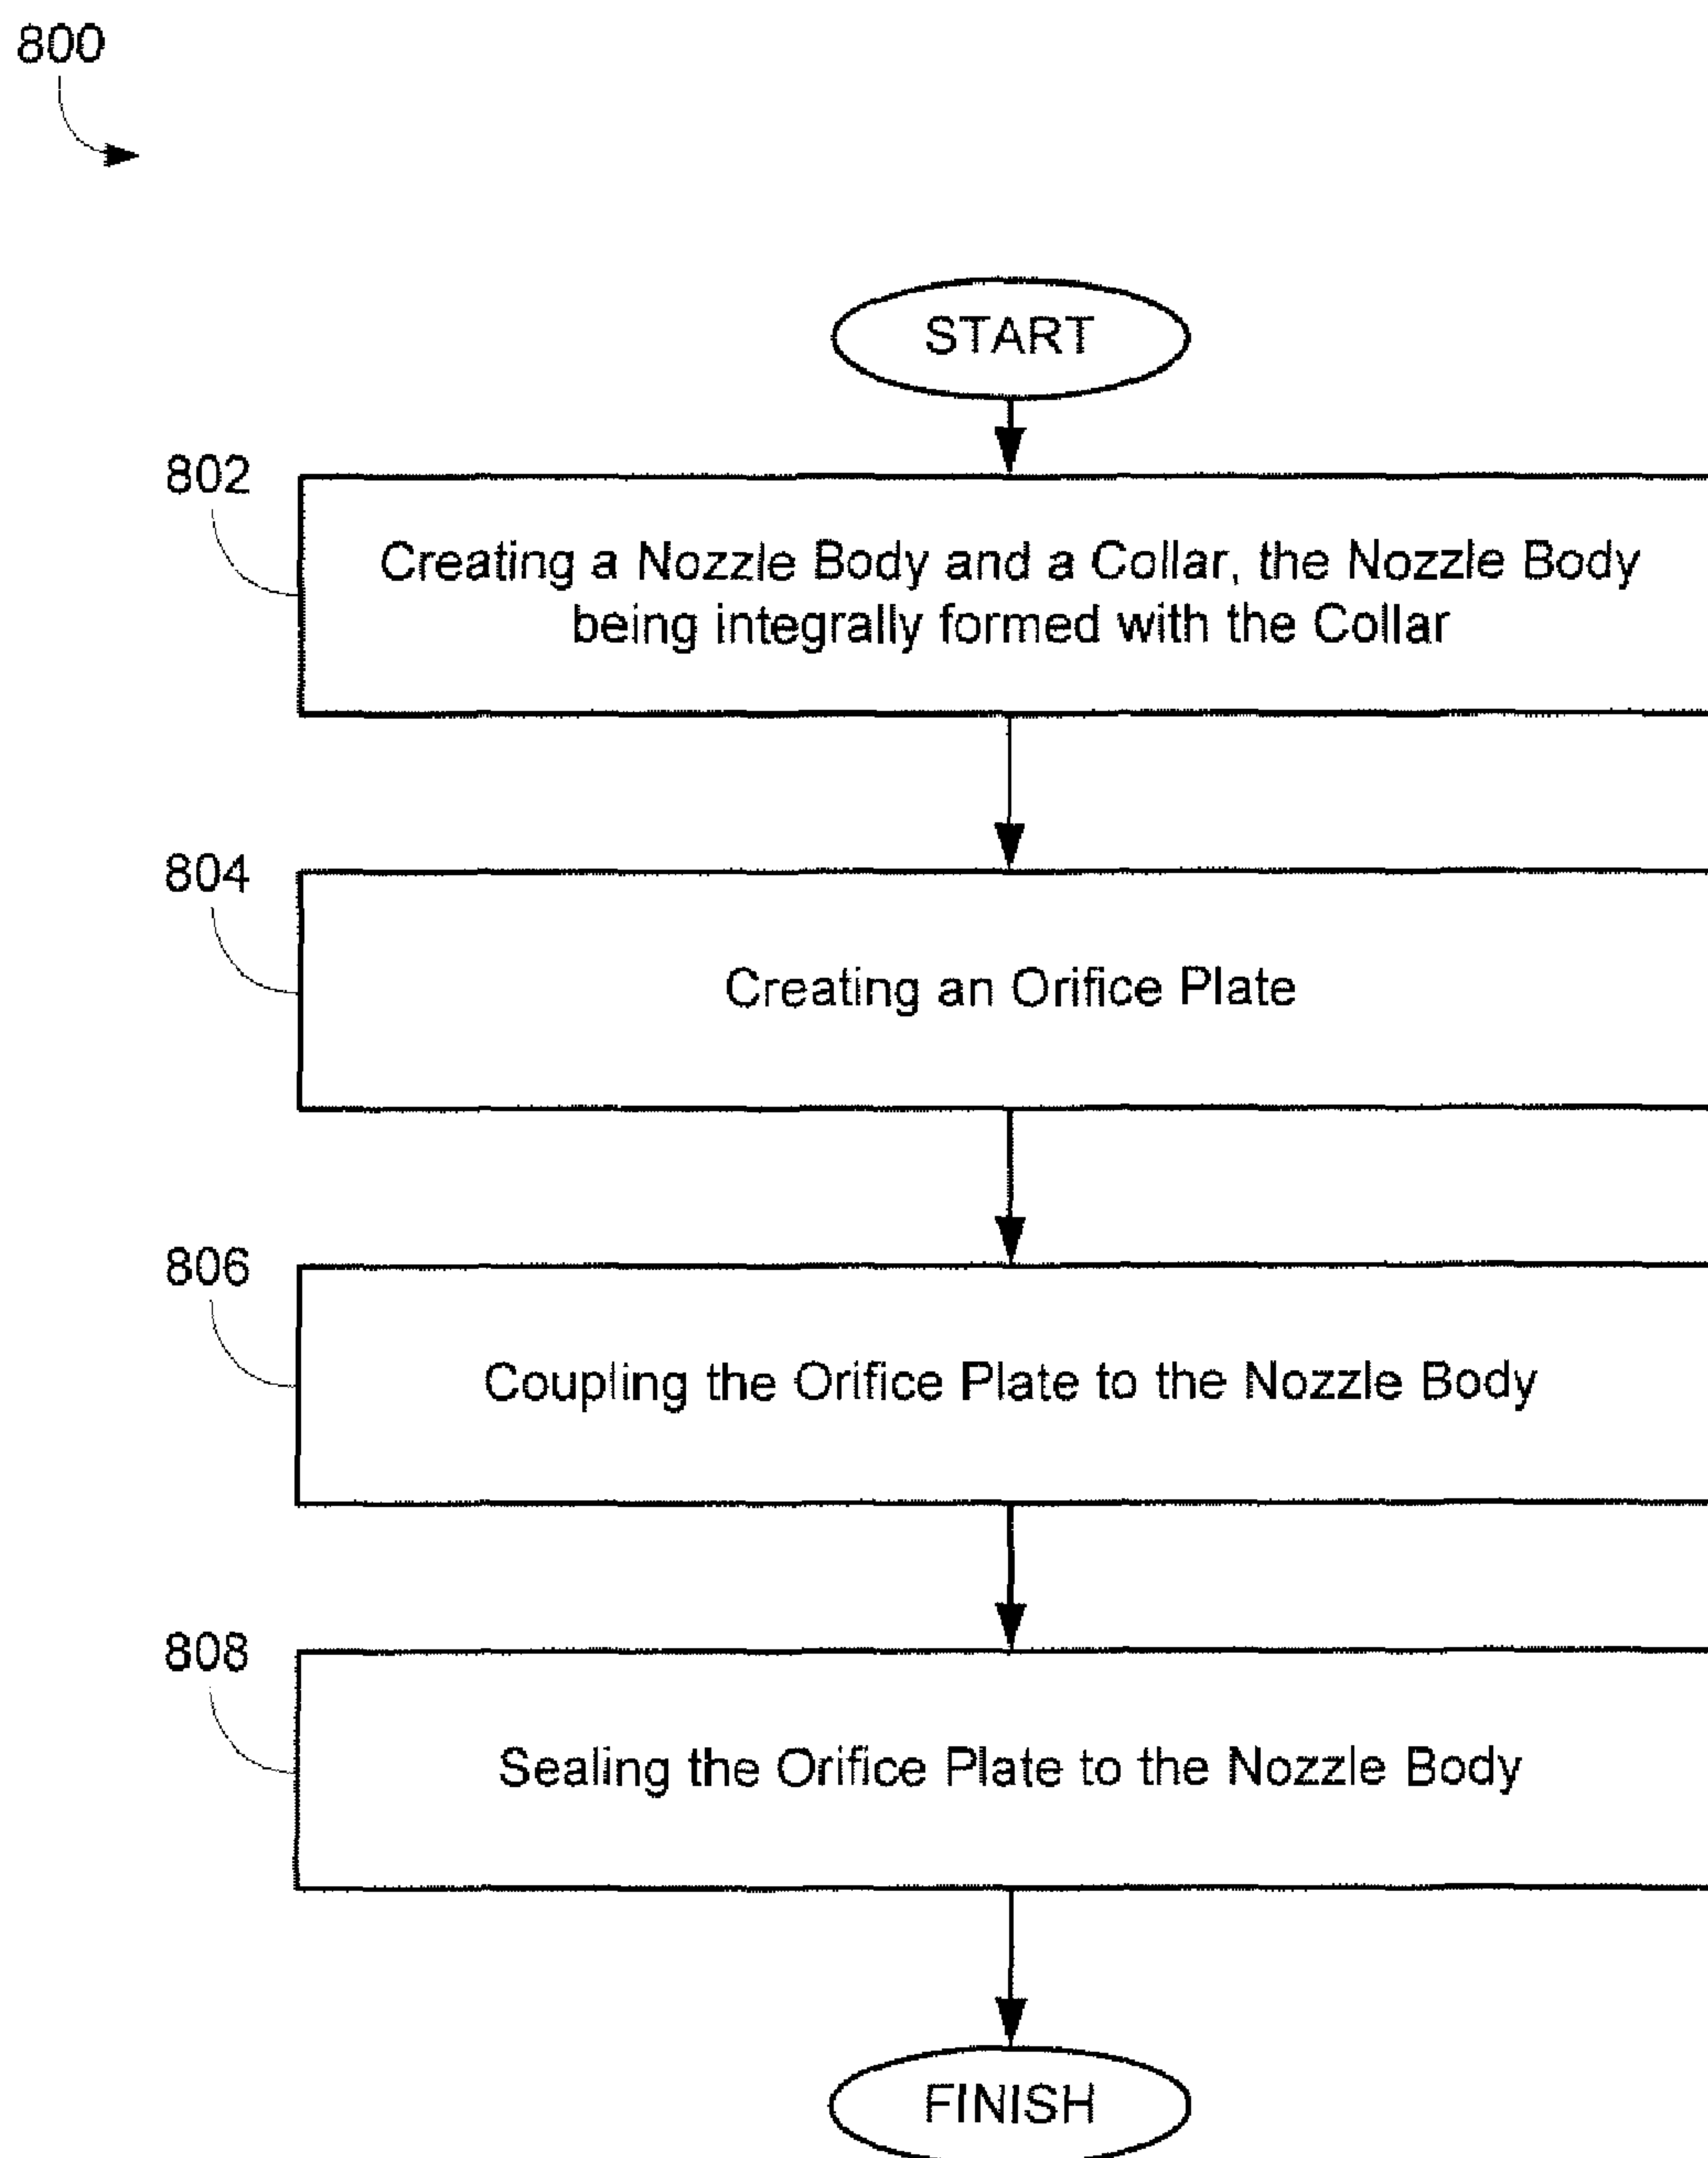 800
START
802
Creating a Nozzle Body and a Collar, the Nozzle Body
being integrally formed with the Collar
804
Creating an Orifice Plate
806
Coupling the Orifice Plate to the Nozzle Body
808
Sealing the Orifice Plate to the Nozzle Body
FINISH